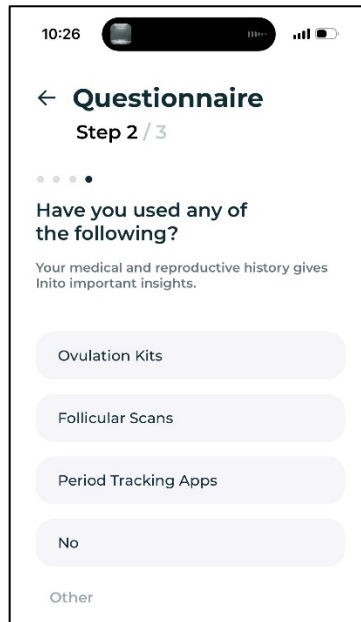 10:26
← Questionnaire
Step 2 / 3
Have you used any of
the following?
Your medical and reproductive history gives
Inito important insights.
Ovulation Kits
Follicular Scans
Period Tracking Apps
No
Other